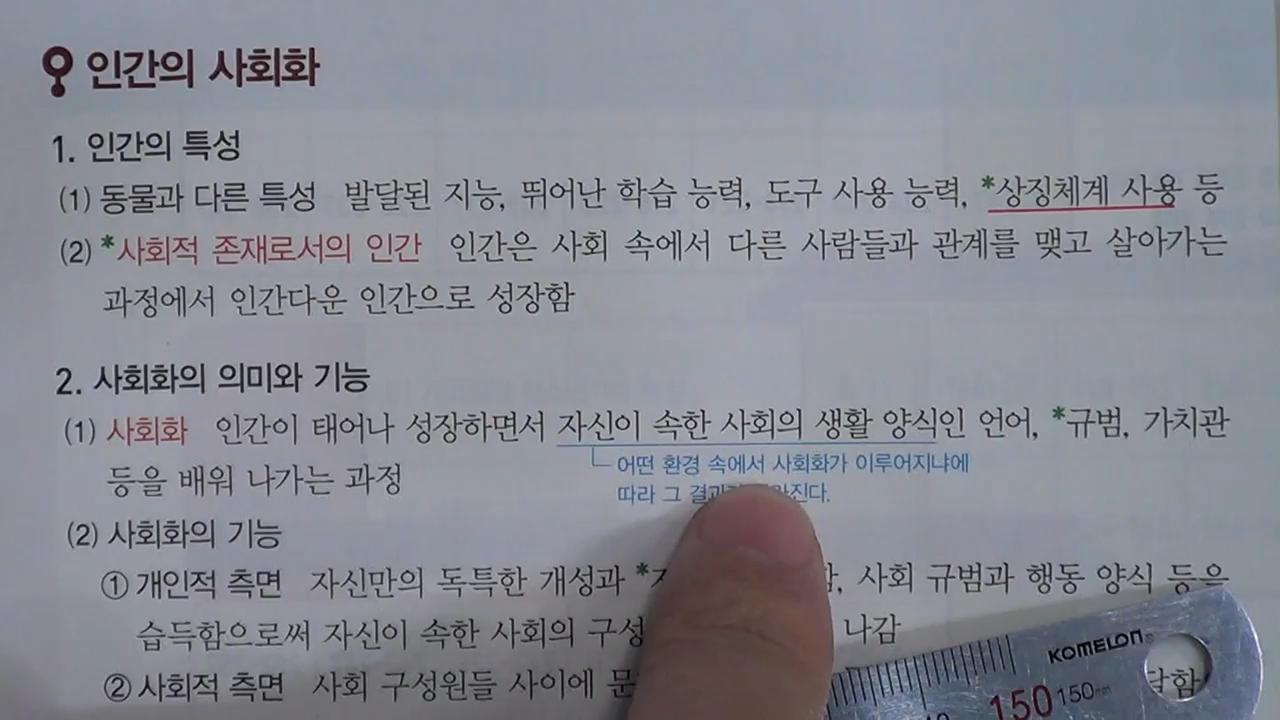 인간의 사회화
1. 인간의 특성
(1) 동물과 다른 특성 발달된 지능, 뛰어난 학습 능력, 도구 사용 능력, *상징체계 사용 등
(2) *사회적 존재로서의 인간 인간은 사회 속에서 다른 사람들과 관계를 맺고 살아가는
과정에서 인간다운 인간으로 성장함
2. 사회화의 의미와 기능
(1) 사회화 인간이 태어나 성장하면서 자신이 속한 사회의 생활 양식인 언어, *규범, 가치관
등을 배워 나가는 과정
어떤 환경 속에서 사회화가 이루어지냐에
따라 그
(2) 사회화의 기능
① 개인적 측면 자신만의 독특한 개성과 사회 규범과 행동 양식 등을
습득함으로써 자신이 속한 사회의 나감
② 사회적 측면 사회 구성원들 사이에
KOMELON
150 150mm